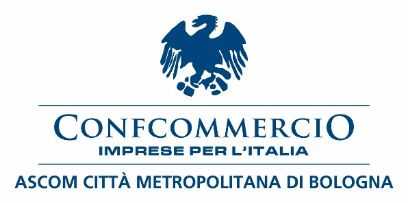 CONFCOMMERCIO
IMPRESE PER L'ITALIA
ASCOM CITTÀ METROPOLITANA DI BOLOGNA